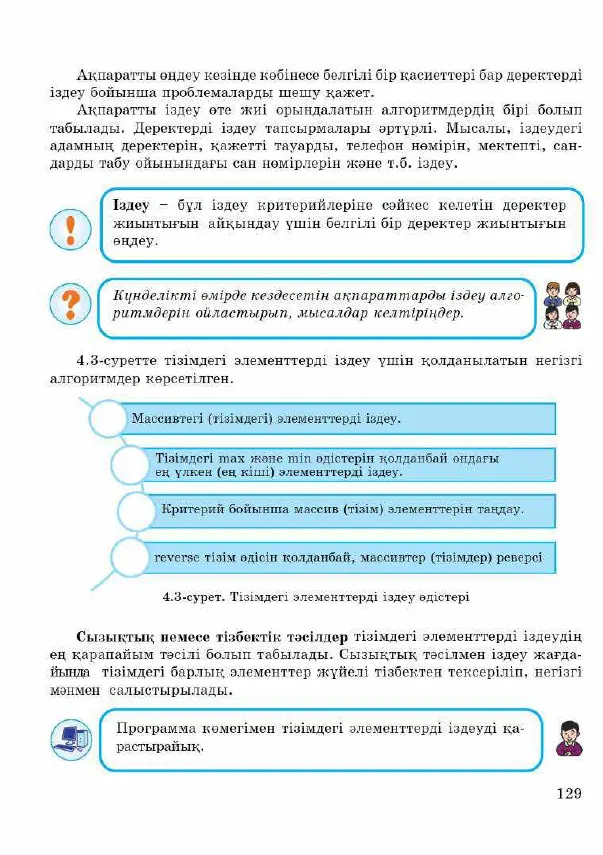 Ақпаратты өңдеу кезінде көбінесе белгілі бір қасиеттері бар деректерді
іздеу бойынша проблемаларды шешу қажет.
Ақпаратты іздеу өте жиі орындалатын алгоритмдердің бірі болып
табылады. Деректерді іздеу тапсырмалары әртүрлі. Мысалы, іздеудегі
адамның деректерін, қажетті тауарды, телефон нөмірін, мектепті, сан-
дарды табу ойынындағы сан нөмірлерін және т.б. іздеу.
Іздеу – бұл іздеу критерийлеріне сәйкес келетін деректер
жиынтығын айқындау үшін белгілі бір деректер жиынтығын
өңдеу.
Күнделікті өмірде кездесетін ақпараттарды іздеу алго-
ритмдерін ойластырып, мысалдар келтіріңдер.
4.3-суретте тізімдегі элементтерді іздеу үшін қолданылатын негізгі
алгоритмдер көрсетілген.
Массивтегі (тізімдегі) элементтерді іздеу.
Тізімдегі max және min әдістерін қолданбай ондағы
ең үлкен (ең кіші) элементтерді іздеу.
Критерий бойынша массив (тізім) элементтерін таңдау.
reverse тізім әдісін қолданбай, массивтер (тізімдер) реверсі
4.3-сурет. Тізімдегі элементтерді іздеу әдістері
Сызықтық немесе тізбектік тәсілдер тізімдегі элементтерді іздеудің
ең қарапайым тәсілі болып табылады. Сызықтық тәсілмен іздеу жағда-
йында тізімдегі барлық элементтер жүйелі тізбектен тексеріліп, негізгі
мәнмен салыстырылады.
Программа көмегімен тізімдегі элементтерді іздеуді қа-
растырайық.
129